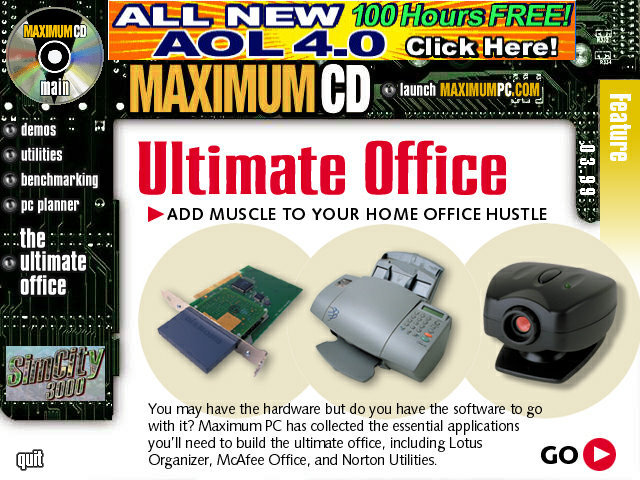 ALL NEW 100 Hours FREE!
AOL 4.0 Click Here!
MAXIMUMCD
main
MAXIMUMCD
launch MAXIMUMPC.COM
demos
utilities
benchmarking
pc planner
the
ultimate
office
SimCity
3000
quit
Feature
03.99
Ultimate Office
ADD MUSCLE TO YOUR HOME OFFICE HUSTLE
You may have the hardware but do you have the software to go
with it? Maximum PC has collected the essential applications
you'll need to build the ultimate office, including Lotus
Organizer, McAfee Office, and Norton Utilities.
GO